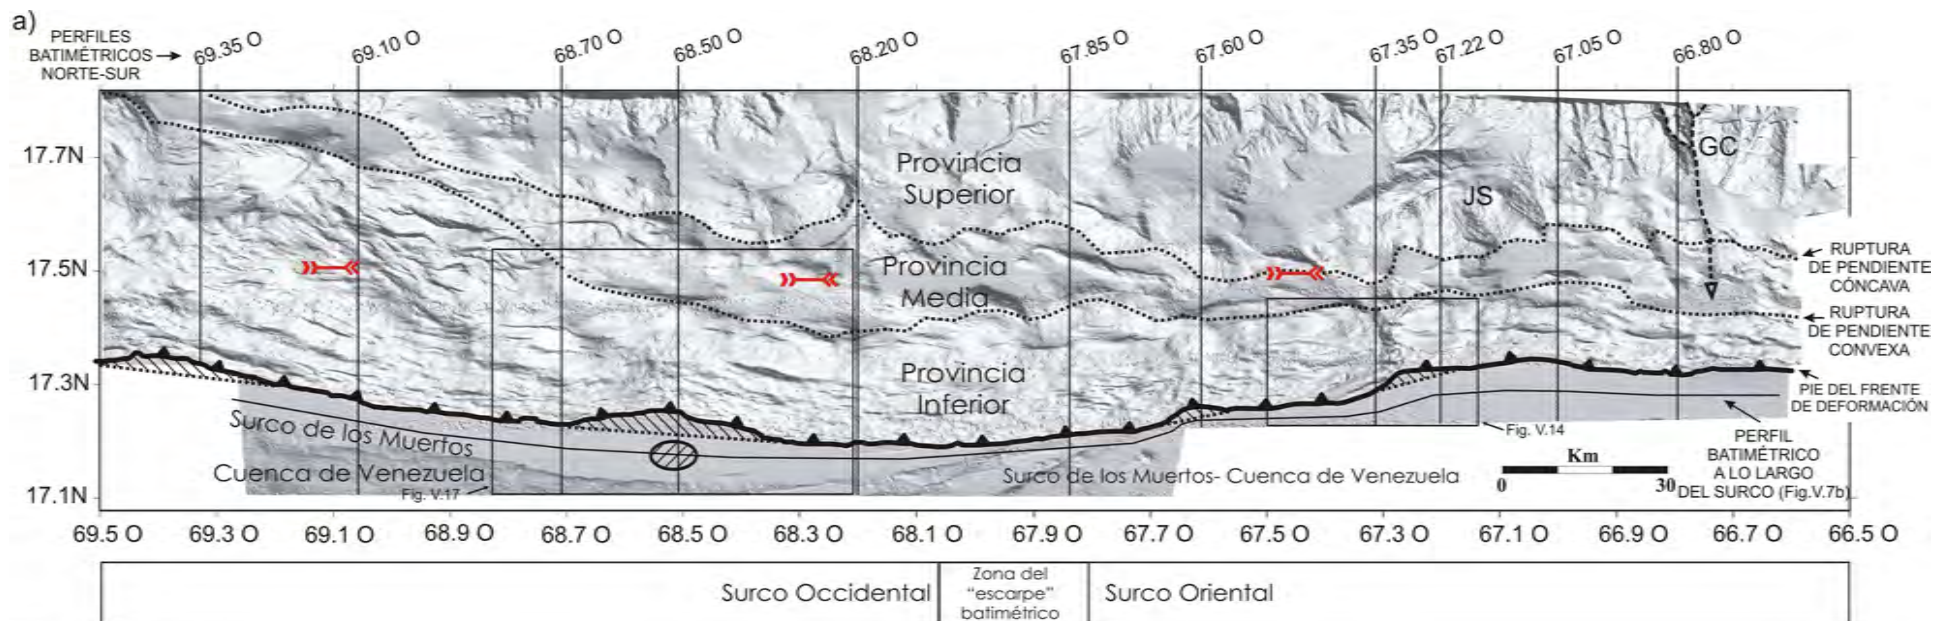 a)
PERFILES
BATIMÉTRICOS
NORTE-SUR
69.35 O
69.10 O
68.70 O
68.50 O
68.20 O
67.85 O
67.60 O
67.35 O
67.22 O
67.05 O
66.80 O
17.7N
17.5N
17.3N
17.1N
Provincia
Superior
GC
JS
Provincia
Media
RUPTURA
DE PENDIENTE
CÓNCAVA
RUPTURA
DE PENDIENTE
CONVEXA
Provincia
Inferior
PIE DEL FRENTE
DE DEFORMACIÓN
Surco de los Muertos
Cuenca de Venezuela
Fig. V.17
Fig. V.14
Surco de los Muertos- Cuenca de Venezuela
Km
0 30
PERFIL
BATIMÉTRICO
A LO LARGO
DEL SURCO (Fig.V.7b)
69.5 O 69.3 O 69.1 O 68.9 O 68.7 O 68.5 O 68.3 O 68.1 O 67.9 O 67.7 O 67.5 O 67.3 O 67.1 O 66.9 O 66.7 O 66.5 O
Surco Occidental
Zona del
"escarpe"
batimétrico
Surco Oriental